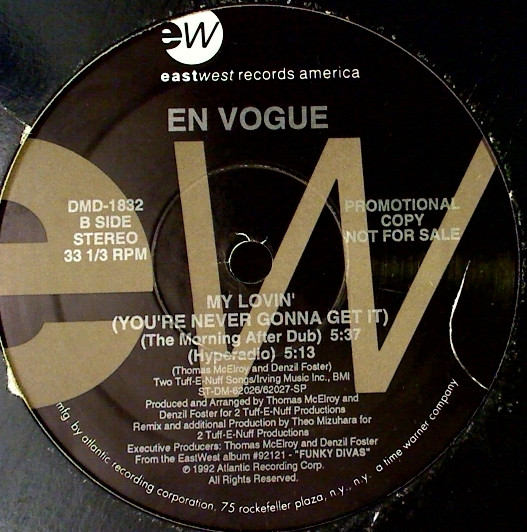 ew
eastwest records america
EN VOGUE
ew
DMD-1832
B SIDE
STEREO
33 1/3 RPM
PROMOTIONAL
COPY
NOT FOR SALE
MY LOVIN'
(YOU'RE NEVER GONNA GET IT)
(The Morning After Dub) 5:37
(Hyperadio) 5:13
(Thomas McElroy and Denzil Foster)
Two Tuff-E-Nuff Songs/Irving Music Inc., BMI
ST-DM-62026/62027-SP
Produced and Arranged by Thomas McElroy and
Denzil Foster for 2 Tuff-E-Nuff Productions
Remix and additional Production by Theo Mizuhara for
2 Tuff-E-Nuff Productions
Executive Producers: Thomas McElroy and Denzil Foster
From the EastWest album #92121 - "FUNKY DIVAS"
© 1992 Atlantic Recording Corp.
All Rights Reserved.
mfg. by atlantic recording corporation, 75 rockefeller plaza, n.y., n.y. a time warner company